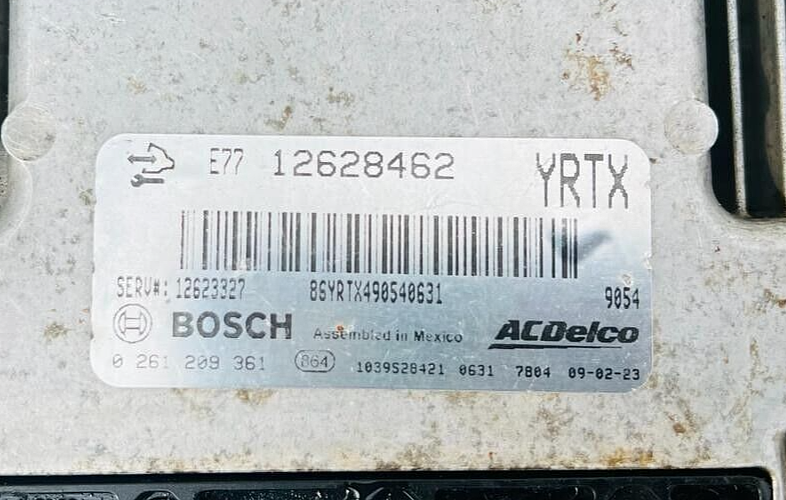 E77 12628462 YRTX
SERV#: 12623327 86YRTX490540631 9054
BOSCH Assembled in Mexico ACDelco
0 261 209 361 864 1039S28421 0631 7804 09-02-23